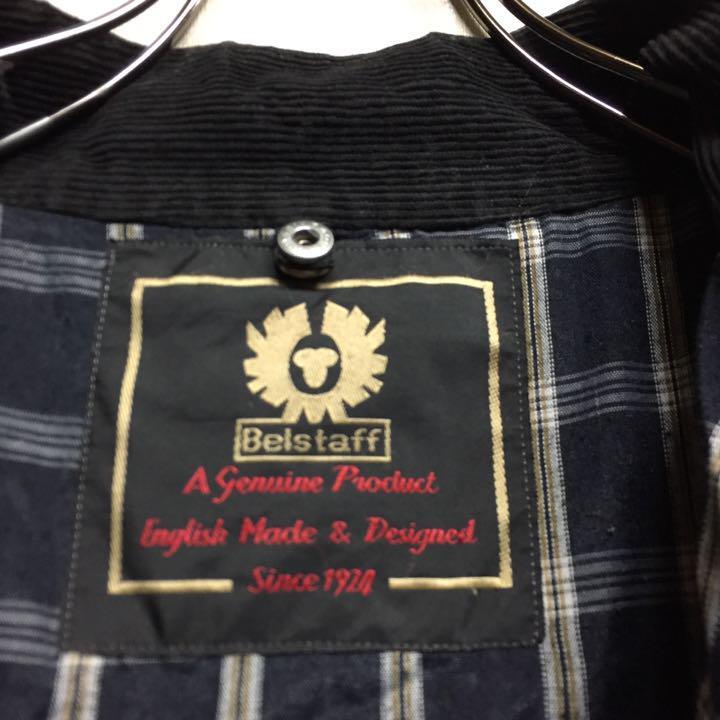 Belstaff
A Genuine Product
English Made & Designed
Since 1924